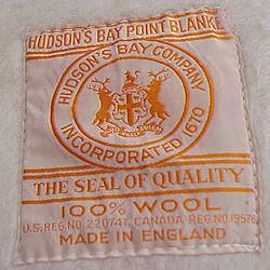 HUDSON'S BAY POINT BLANKE
HUDSON'S BAY COMPANY
INCORPORATED 1670
THE SEAL OF QUALITY
100% WOOL
U.S. REG. NO. 220747, CANADA, REG. NO. 19576
MADE IN ENGLAND